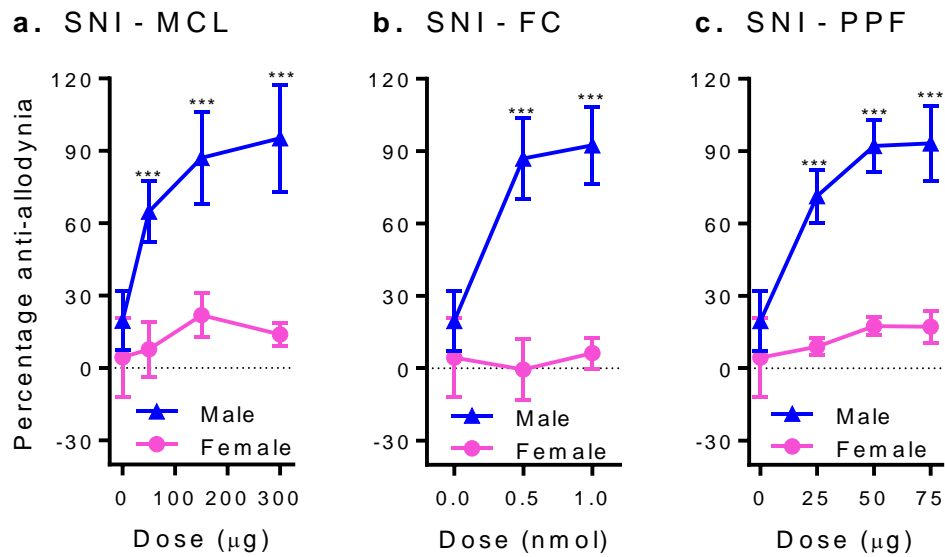 a. SNI - MCL
b. SNI - FC
c. SNI - PPF
Percentage anti-allodynia
120
90
60
30
0
-30
***
***
***
Male
Female
0 100 200 300
Dose (μg)
120
90
60
30
0
-30
***
***
Male
Female
0.0 0.5 1.0
Dose (nmol)
120
90
60
30
0
-30
***
***
***
Male
Female
0 25 50 75
Dose (μg)